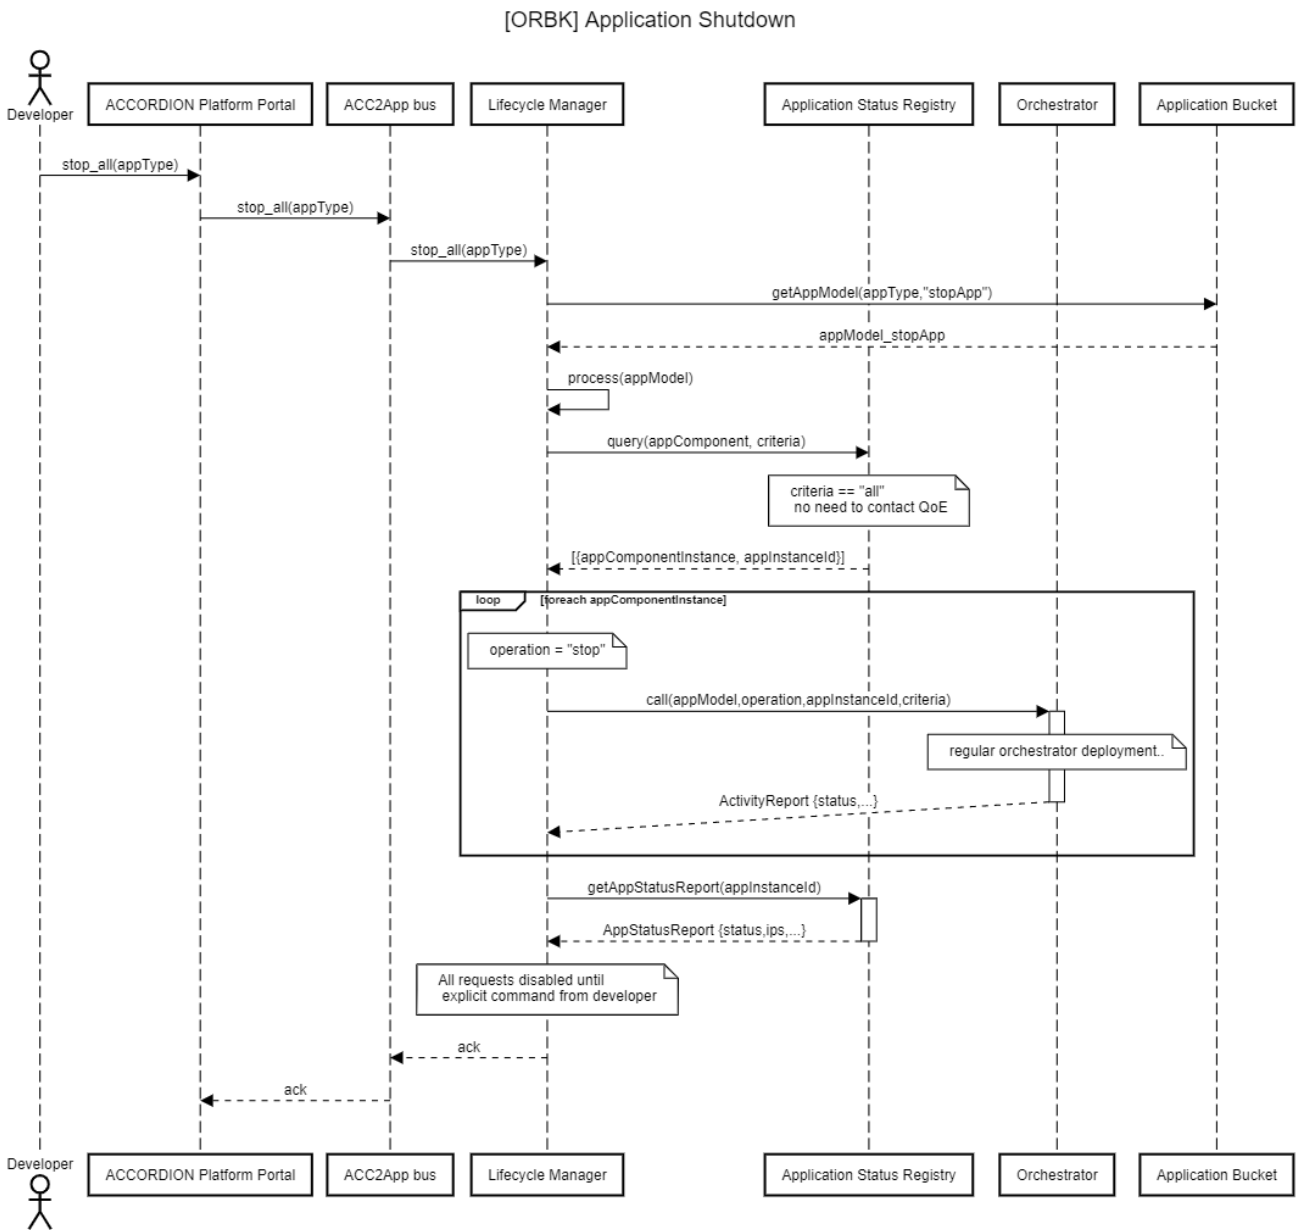 [ORBK] Application Shutdown
Developer
ACCORDION Platform Portal
ACC2App bus
Lifecycle Manager
Application Status Registry
Orchestrator
Application Bucket
stop_all(appType)
stop_all(appType)
stop_all(appType)
getAppModel(appType,"stopApp")
appModel_stopApp
process(appModel)
query(appComponent, criteria)
criteria == "all"
no need to contact QoE
[{appComponentInstance, appInstanceId}]
loop
[foreach appComponentInstance]
operation = "stop"
call(appModel,operation,appInstanceId,criteria)
regular orchestrator deployment..
ActivityReport {status,...}
getAppStatusReport(appInstanceId)
AppStatusReport {status,ips,...}
All requests disabled until
explicit command from developer
ack
ack
Developer
ACCORDION Platform Portal
ACC2App bus
Lifecycle Manager
Application Status Registry
Orchestrator
Application Bucket